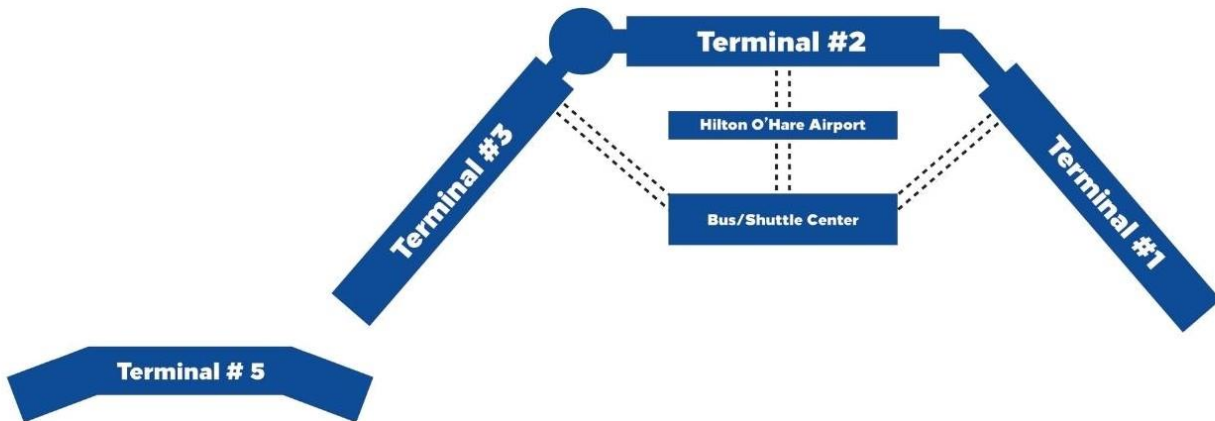 Terminal #2
Hilton O'Hare Airport
Terminal #3
Terminal #1
Bus/Shuttle Center
Terminal # 5